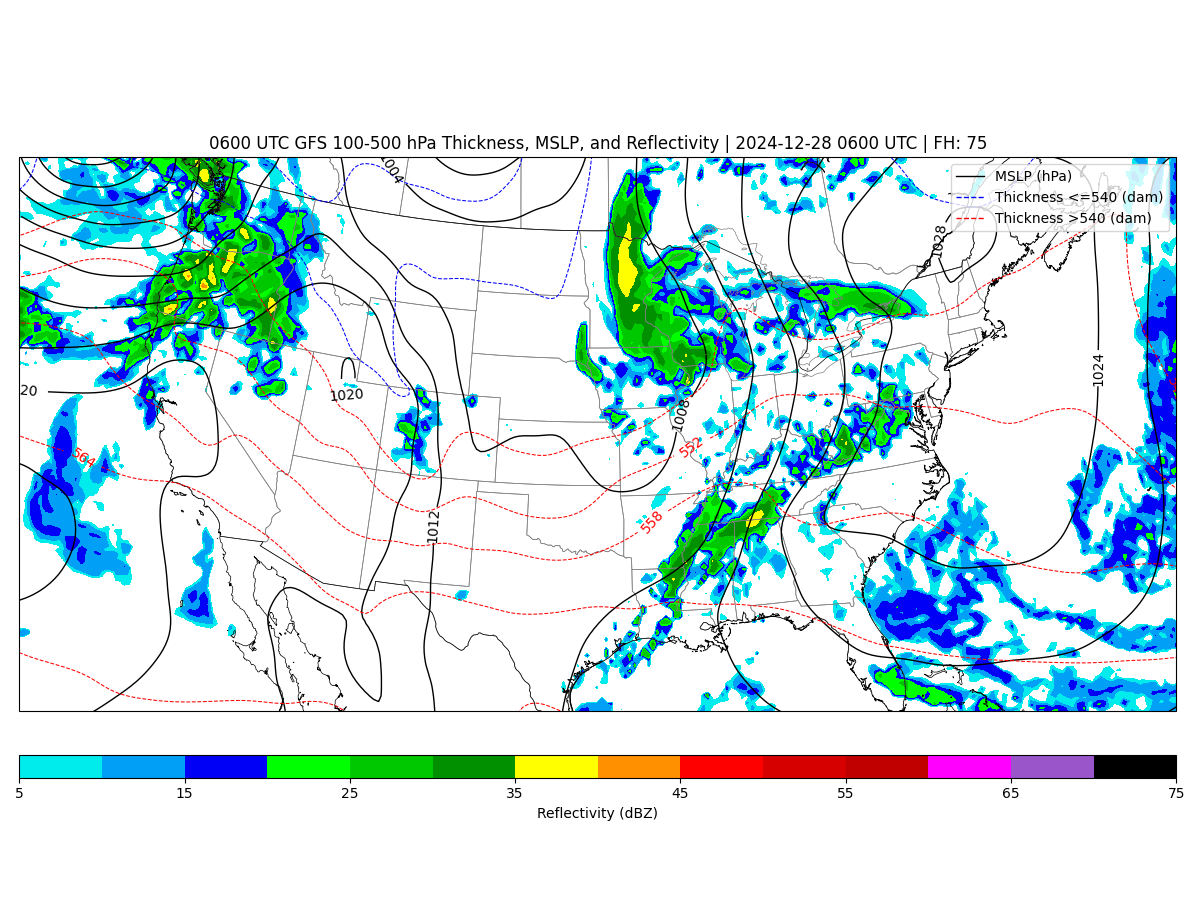 0600 UTC GFS 100-500 hPa Thickness, MSLP, and Reflectivity | 2024-12-28 0600 UTC | FH: 75
MSLP (hPa)
Thickness <=540 (dam)
Thickness >540 (dam)
1004
1028
1024
20
1020
1008
552
564
558
1012
5 15 25 35 45 55 65 75
Reflectivity (dBZ)